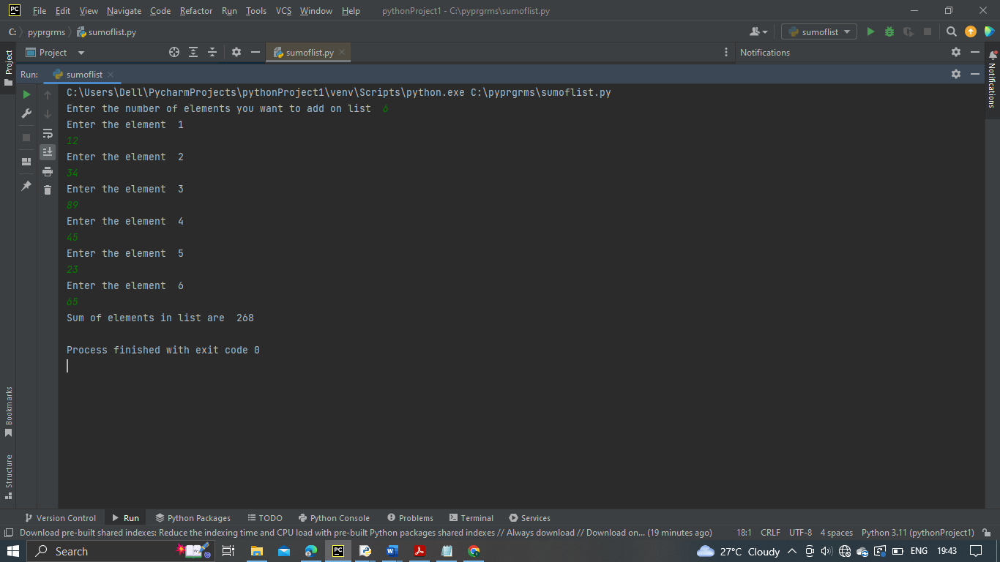 PC File Edit View Navigate Code Refactor Run Tools VCS Window Help pythonProject1 - C:\pyprgrms\sumoflist.py
C: pyprgrms sumoflist.py sumoflist
Project Project sumoflist.py Notifications
Run: sumoflist
Notifications
C:\Users\Dell\PycharmProjects\pythonProject1\venv\Scripts\python.exe C:\pyprgrms\sumoflist.py
Enter the number of elements you want to add on list  6
Enter the element  1
12
Enter the element  2
34
Enter the element  3
89
Enter the element  4
45
Enter the element  5
23
Enter the element  6
65
Sum of elements in list are  268
Process finished with exit code 0
Bookmarks
Structure
Version Control Run Python Packages TODO Python Console Problems Terminal Services
Download pre-built shared indexes: Reduce the indexing time and CPU load with pre-built Python packages shared indexes // Always download // Download on... (19 minutes ago) 18:1 CRLF UTF-8 4 spaces Python 3.11 (pythonProject1)
Search PC W 27°C Cloudy ENG 19:43